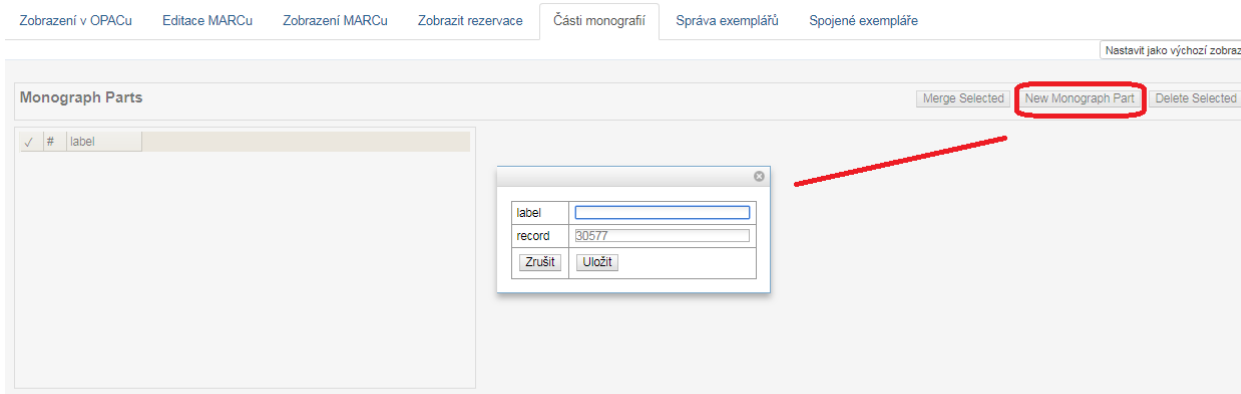 Zobrazení v OPACu Editace MARCu Zobrazení MARCu Zobrazit rezervace Části monografií Správa exemplářů Spojené exempláře
Nastavit jako výchozí zobraz
Monograph Parts Merge Selected New Monograph Part Delete Selected
✓ # label
label
record 30577
Zrušit Uložit